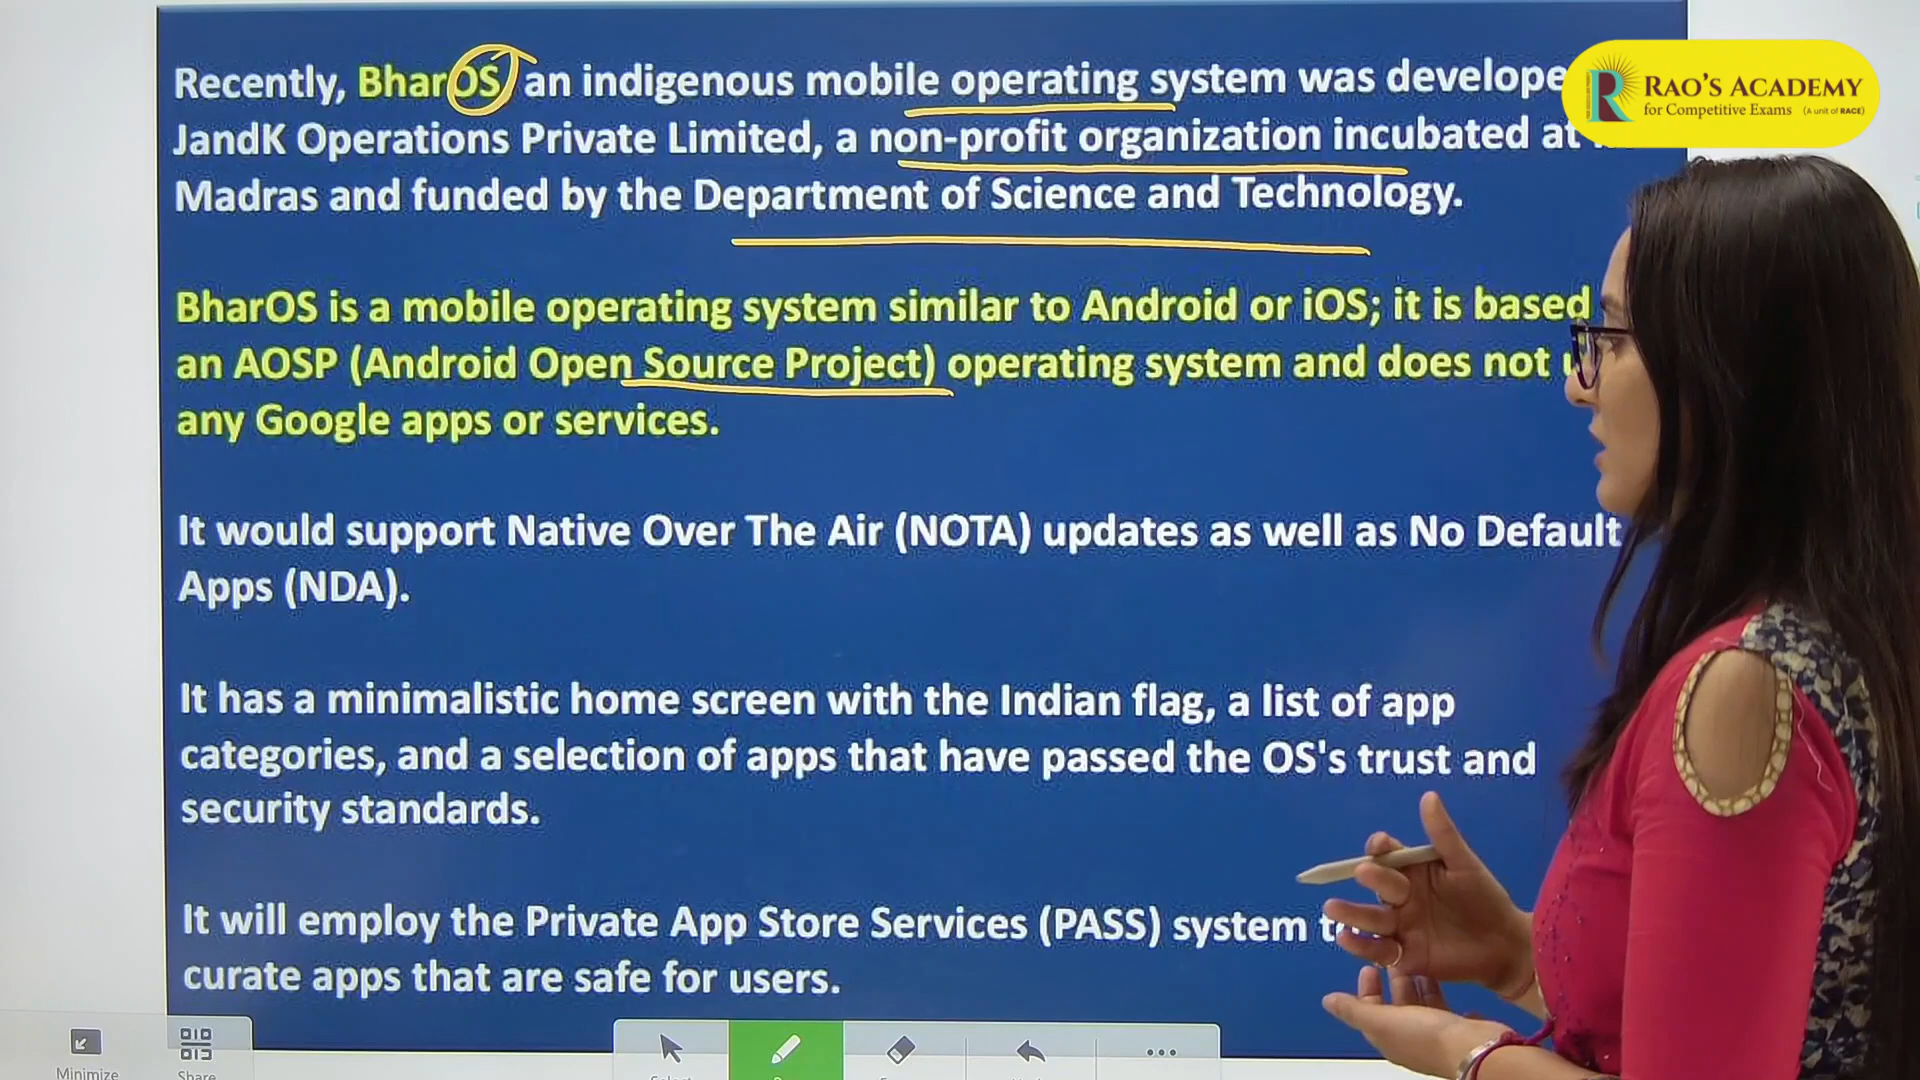 Recently, BharOS, an indigenous mobile operating system was develope
JandK Operations Private Limited, a non-profit organization incubated at
Madras and funded by the Department of Science and Technology.
BharOS is a mobile operating system similar to Android or iOS; it is based
an AOSP (Android Open Source Project) operating system and does not
any Google apps or services.
It would support Native Over The Air (NOTA) updates as well as No Default
Apps (NDA).
It has a minimalistic home screen with the Indian flag, a list of app
categories, and a selection of apps that have passed the OS's trust and
security standards.
It will employ the Private App Store Services (PASS) system
curate apps that are safe for users.
RAO'S ACADEMY
for Competitive Exams (A unit of RACE)
Minimize
Share